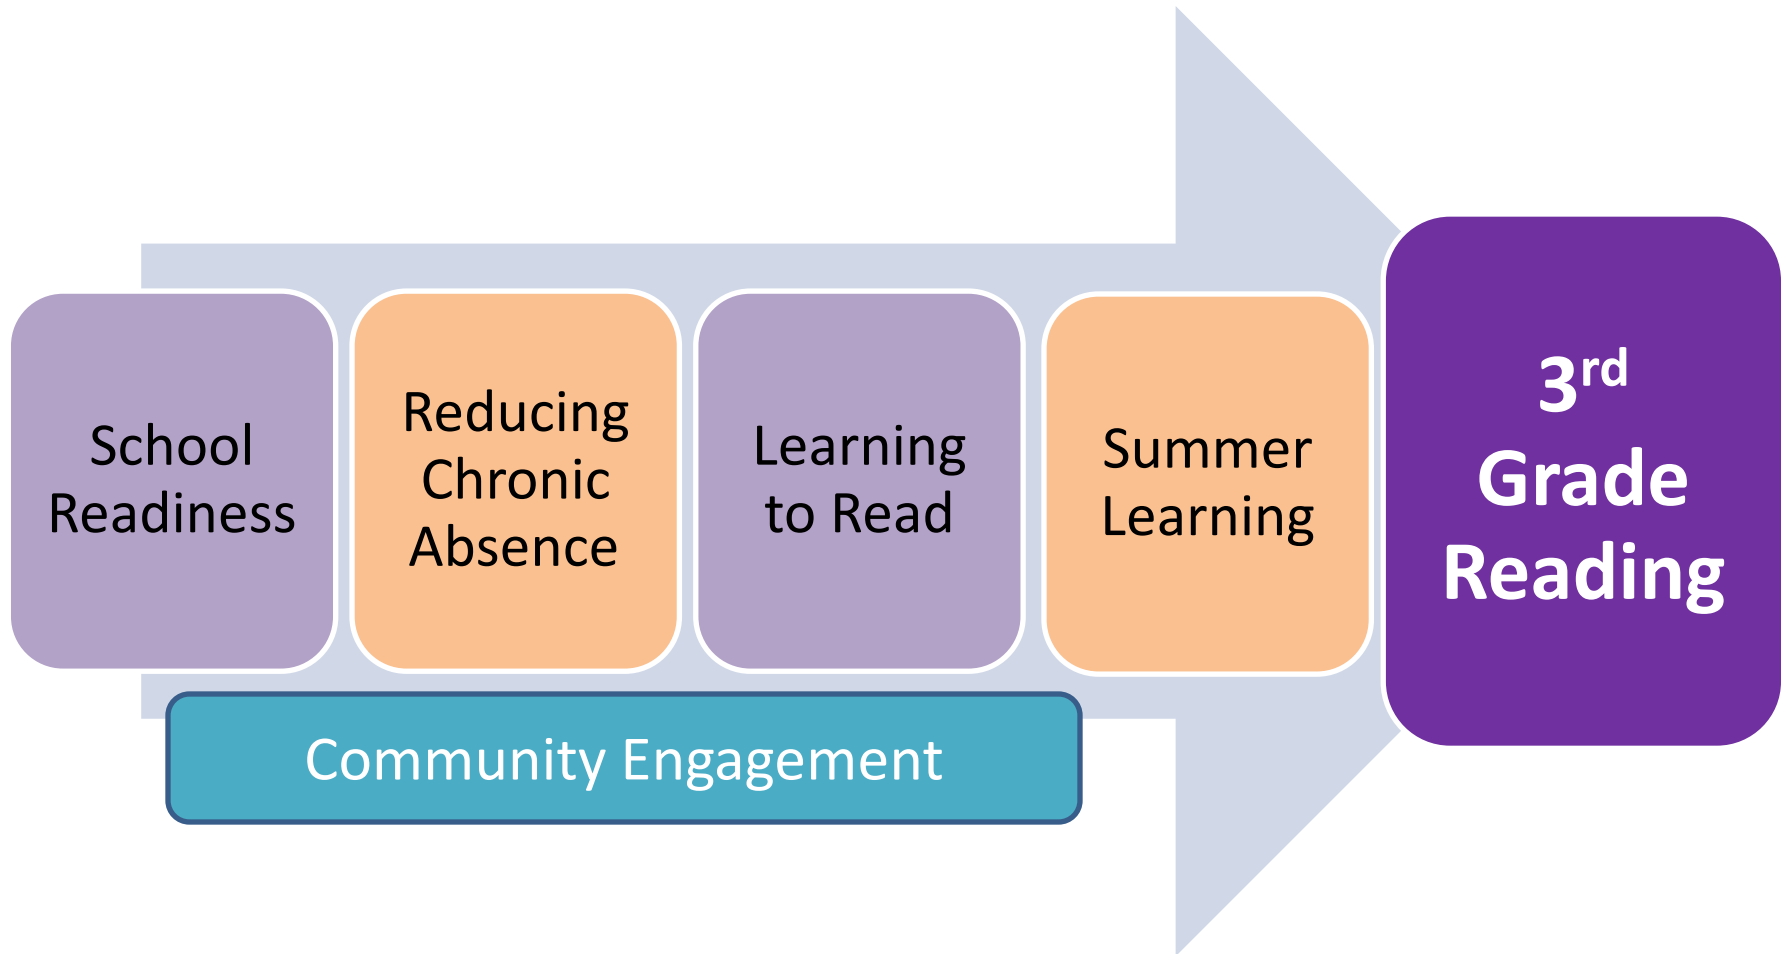 School
Readiness
Reducing
Chronic
Absence
Learning
to Read
Summer
Learning
3rd
Grade
Reading
Community Engagement